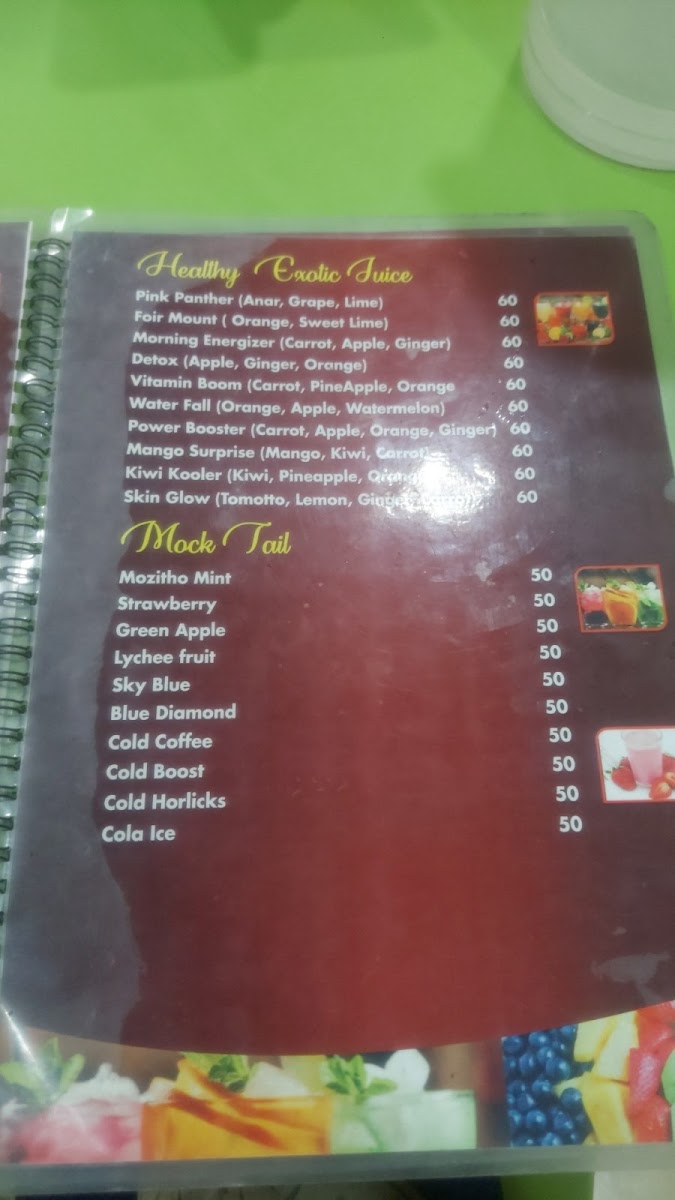 Healthy Exotic Juice
Pink Panther (Anar, Grape, Lime) 60
Foir Mount ( Orange, Sweet Lime) 60
Morning Energizer (Carrot, Apple, Ginger) 60
Detox (Apple, Ginger, Orange) 60
Vitamin Boom (Carrot, PineApple, Orange 60
Water Fall (Orange, Apple, Watermelon) 60
Power Booster (Carrot, Apple, Orange, Ginger) 60
Mango Surprise (Mango, Kiwi, Carrot) 60
Kiwi Kooler (Kiwi, Pineapple, Orange 60
Skin Glow (Tomotto, Lemon, Ginger, Carrot) 60
Mock Tail
Mozitho Mint 50
Strawberry 50
Green Apple 50
Lychee fruit 50
Sky Blue 50
Blue Diamond 50
Cold Coffee 50
Cold Boost 50
Cold Horlicks 50
Cola Ice 50